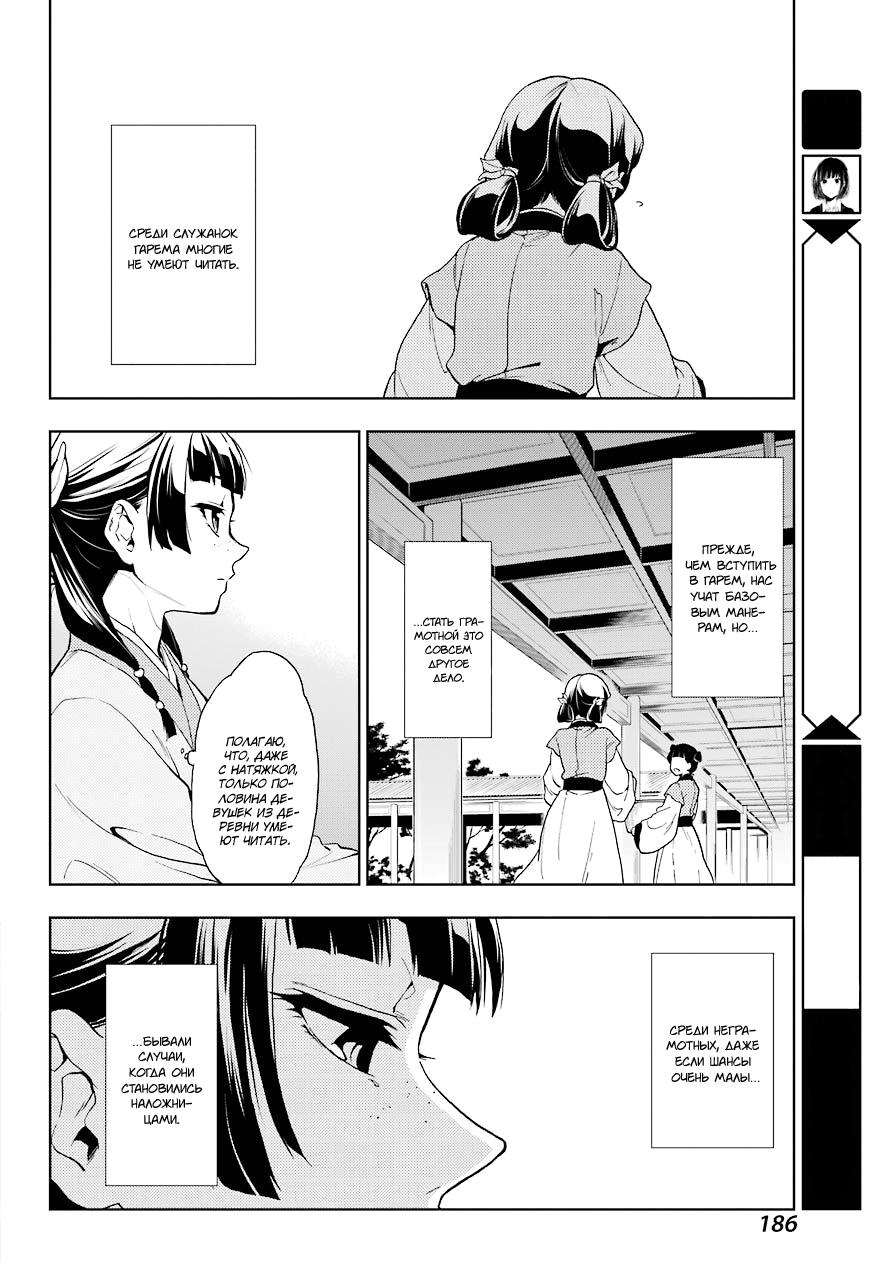 СРЕДИ СЛУЖАНОК
ГАРЕМА МНОГИЕ
НЕ УМЕЮТ ЧИТАТЬ.
ПРЕЖДЕ,
ЧЕМ ВСТУПИТЬ
В ГАРЕМ, НАС
УЧАТ БАЗО-
ВЫМ МАНЕ-
РАМ, НО...
...СТАТЬ ГРА-
МОТНОЙ ЭТО
СОВСЕМ
ДРУГОЕ
ДЕЛО.
ПОЛАГАЮ,
ЧТО, ДАЖЕ
С НАТЯЖКОЙ,
ТОЛЬКО ПО-
ЛОВИНА ДЕ-
ВУШЕК ИЗ
ДЕРЕВНИ УМЕ-
ЮТ ЧИТАТЬ.
СРЕДИ НЕГРА-
МОТНЫХ, ДАЖЕ
ЕСЛИ ШАНСЫ
ОЧЕНЬ МАЛЫ...
...БЫВАЛИ
СЛУЧАИ,
КОГДА ОНИ
СТАНОВИЛИСЬ
НАЛОЖНИ-
ЦАМИ.
186